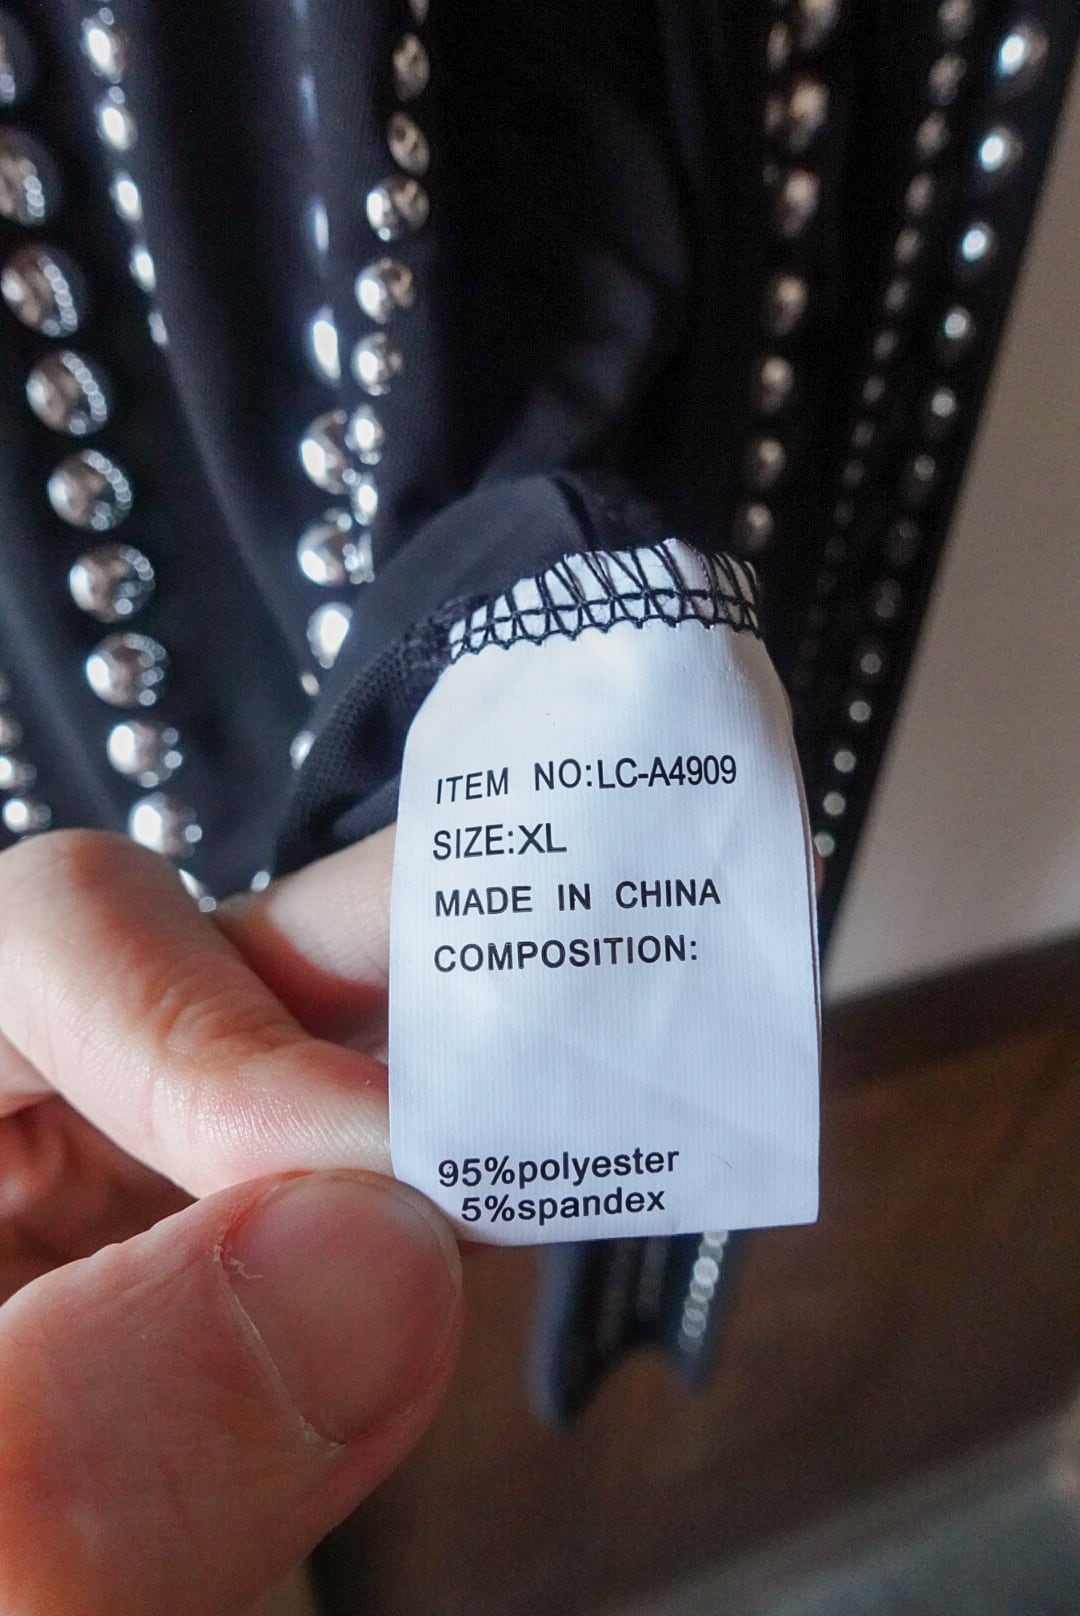 ITEM NO:LC-A4909
SIZE:XL
MADE IN CHINA
COMPOSITION:
95%polyester
5%spandex